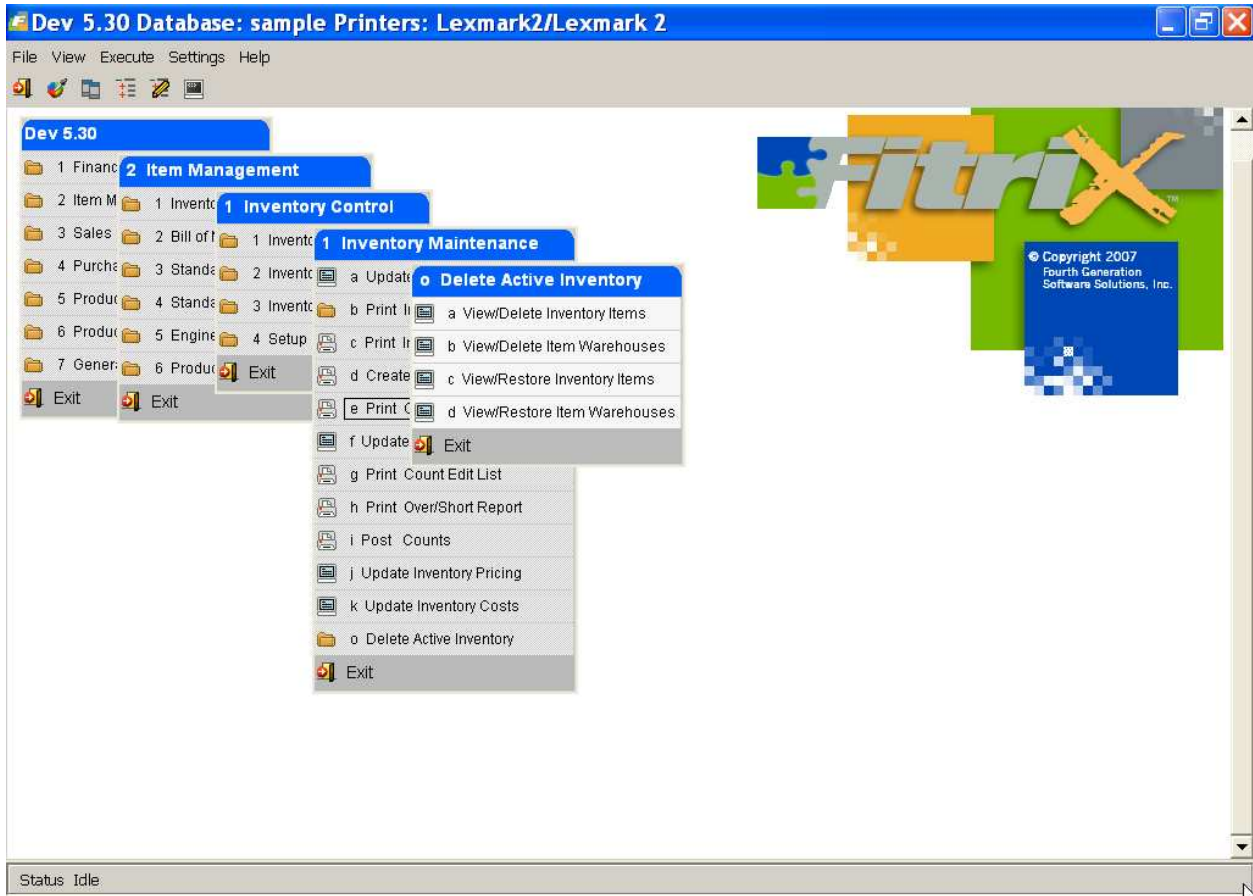 Dev 5.30 Database: sample Printers: Lexmark2/Lexmark 2
File View Execute Settings Help
Dev 5.30
1 Financ
2 Item M
3 Sales
4 Purcha
5 Produc
6 Produc
7 Genera
Exit
2 Item Management
1 Invento
2 Bill of
3 Standa
4 Standa
5 Engine
6 Produc
Exit
1 Inventory Control
1 Invento
2 Invento
3 Invento
4 Setup
Exit
1 Inventory Maintenance
a Update
b Print
c Print
d Create
e Print
f Update
g Print Count Edit List
h Print Over/Short Report
i Post Counts
j Update Inventory Pricing
k Update Inventory Costs
o Delete Active Inventory
Exit
o Delete Active Inventory
a View/Delete Inventory Items
b View/Delete Item Warehouses
c View/Restore Inventory Items
d View/Restore Item Warehouses
Exit
FitriX
TM
© Copyright 2007
Fourth Generation
Software Solutions, Inc.
Status Idle